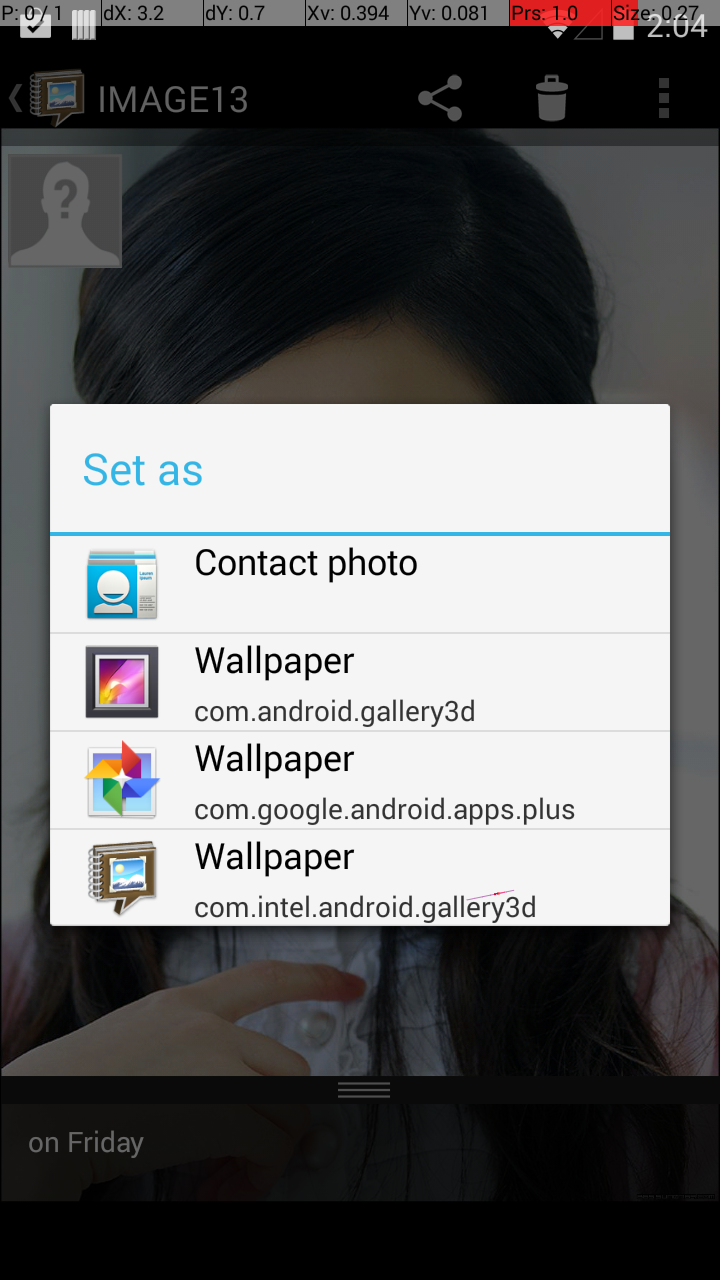 P: 0 / 1 dX: 3.2 dY: 0.7 Xv: 0.394 Yv: 0.081 Prs: 1.0 Size: 0.27
2:04
IMAGE13
?
Set as
Contact photo
Wallpaper
com.android.gallery3d
Wallpaper
com.google.android.apps.plus
Wallpaper
com.intel.android.gallery3d
on Friday